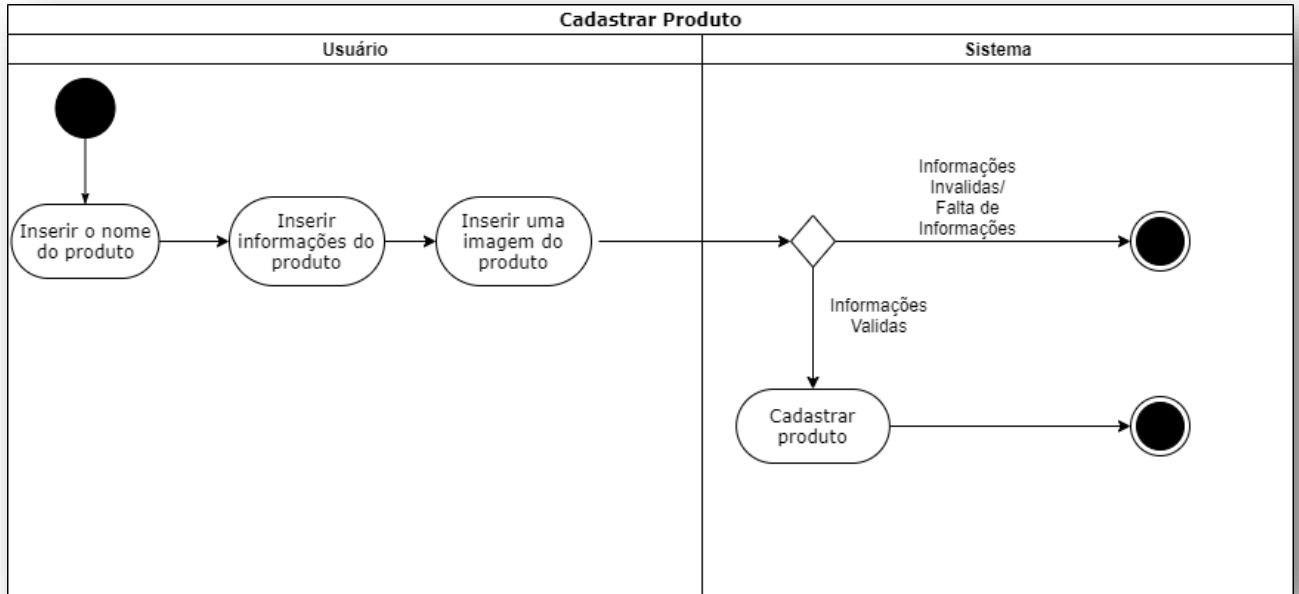 Cadastrar Produto
Usuário
Sistema
Inserir o nome
do produto
Inserir
informações do
produto
Inserir uma
imagem do
produto
Informações
Invalidas/
Falta de
Informações
Informações
Validas
Cadastrar
produto